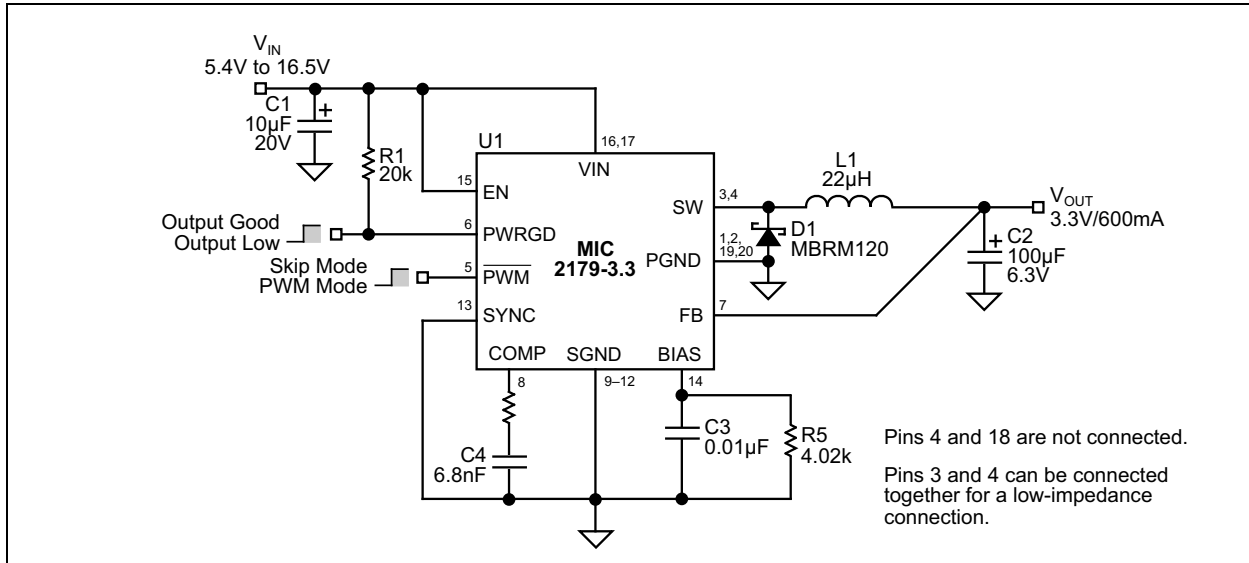 VIN
5.4V to 16.5V
C1
10µF
20V
+
R1
20k
U1
16,17
VIN
15
EN
Output Good
Output Low
6
PWRGD
Skip Mode
PWM Mode
5
PWM
13
SYNC
MIC
2179-3.3
SW
3,4
L1
22µH
VOUT
3.3V/600mA
D1
MBRM120
1,2,
19,20
PGND
+
C2
100µF
6.3V
7
FB
COMP
SGND
BIAS
8
9–12
14
C4
6.8nF
C3
0.01µF
R5
4.02k
Pins 4 and 18 are not connected.
Pins 3 and 4 can be connected
together for a low-impedance
connection.